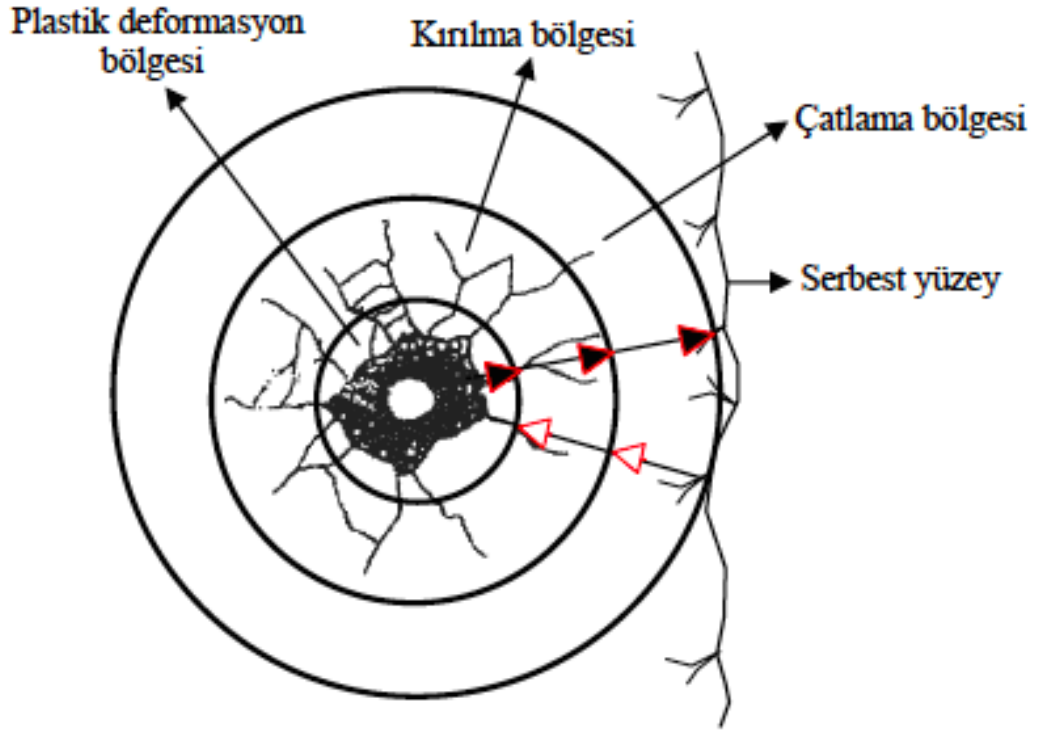 Plastik deformasyon
bölgesi
Kırılma bölgesi
Çatlama bölgesi
Serbest yüzey